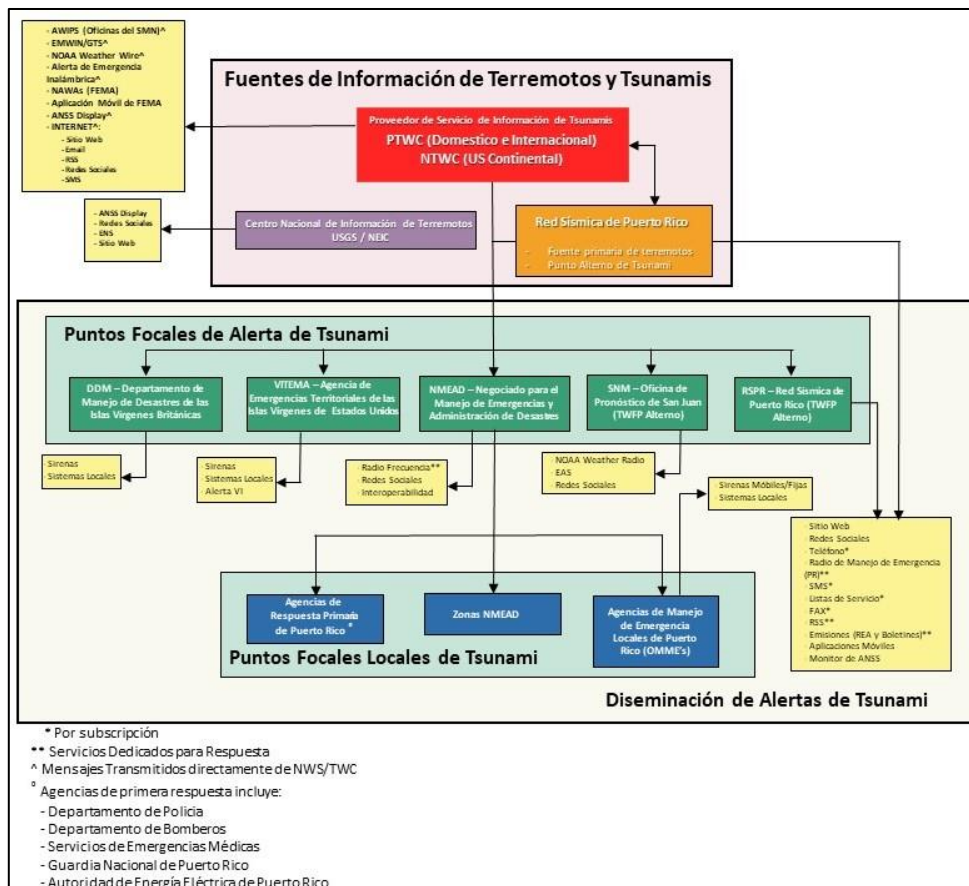 - AWIPS (Oficinas del SMN)^
- EMWIN/GTS^
- NOAA Weather Wire^
- Alerta de Emergencia
Inalámbrica^
- NAWAs (FEMA)
- Aplicación Móvil de FEMA
- ANSS Display^
- INTERNET^:
- Sitio Web
- Email
- RSS
- Redes Sociales
- SMS
Fuentes de Información de Terremotos y Tsunamis
Proveedor de Servicio de Información de Tsunamis
PTWC (Domestico e Internacional)
NTWC (US Continental)
- ANSS Display
- Redes Sociales
- ENS
- Sitio Web
Centro Nacional de Información de Terremotos
USGS / NEIC
Red Sísmica de Puerto Rico
- Fuente primaria de terremotos
- Punto Alterno de Tsunami
Puntos Focales de Alerta de Tsunami
DDM – Departamento de
Manejo de Desastres de las
Islas Vírgenes Británicas
VITEMA – Agencia de
Emergencias Territoriales de las
Islas Vírgenes de Estados Unidos
NMEAD – Negociado para el
Manejo de Emergencias y
Administración de Desastres
SNM – Oficina de
Pronóstico de San Juan
(TWFP Alterno)
RSPR – Red Sísmica de
Puerto Rico (TWFP
Alterno)
· Sirenas
· Sistemas Locales
· Sirenas
· Sistemas Locales
· Alerta VI
· Radio Frecuencia**
· Redes Sociales
· Interoperabilidad
· NOAA Weather Radio
· EAS
· Redes Sociales
· Sirenas Móbiles/Fijas
· Sistemas Locales
· Sitio Web
· Redes Sociales
· Teléfono*
· Radio de Manejo de Emergencia
(PR)**
· SMS*
· Listas de Servicio*
· FAX*
· RSS**
· Emisiones (REA y Boletines)**
· Aplicaciones Móviles
· Monitor de ANSS
Agencias de
Respuesta Primaria
de Puerto Rico °
Zonas NMEAD
Agencias de Manejo
de Emergencia
Locales de Puerto
Rico (OMME's)
Puntos Focales Locales de Tsunami
Diseminación de Alertas de Tsunami
* Por subscripción
** Servicios Dedicados para Respuesta
^ Mensajes Transmitidos directamente de NWS/TWC
° Agencias de primera respuesta incluye:
- Departamento de Policia
- Departamento de Bomberos
- Servicios de Emergencias Médicas
- Guardia Nacional de Puerto Rico
- Autoridad de Energía Eléctrica de Puerto Rico